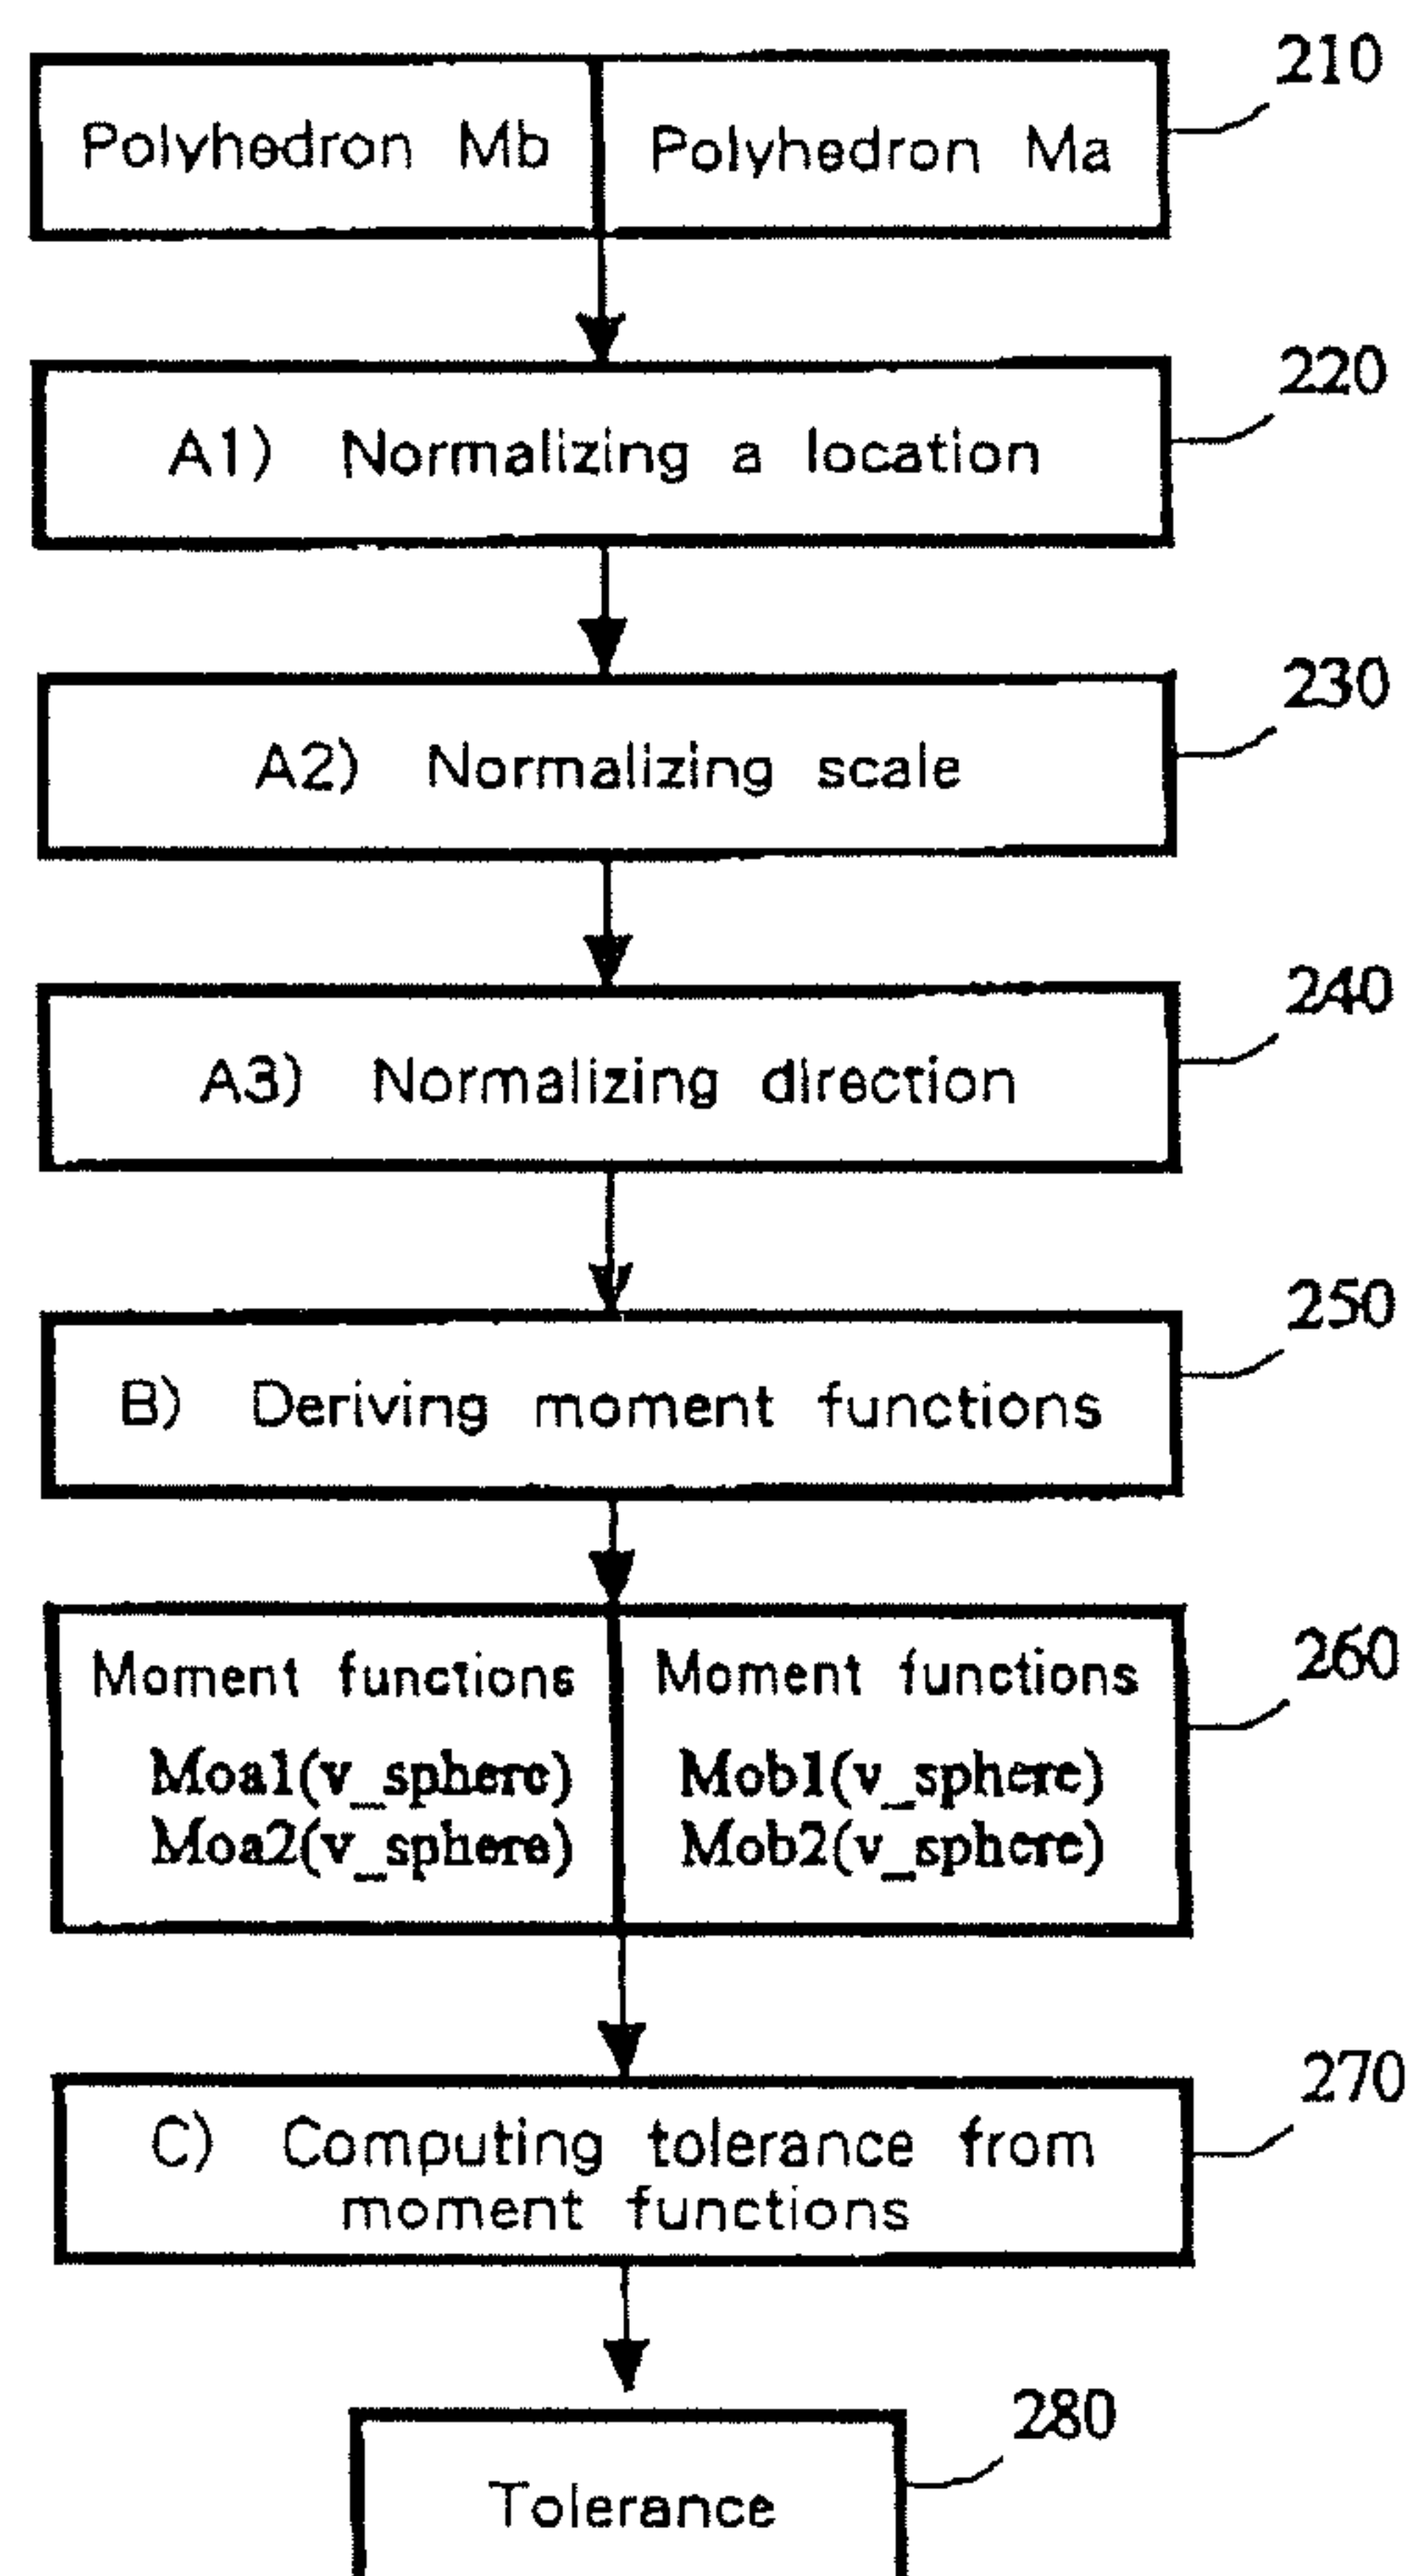 210
Polyhedron Mb
Polyhedron Ma
220
A1) Normalizing a location
230
A2) Normalizing scale
240
A3) Normalizing direction
250
B) Deriving moment functions
260
Moment functions
Moa1(v_sphere)
Moa2(v_sphere)
Moment functions
Mob1(v_sphere)
Mob2(v_sphere)
270
C) Computing tolerance from
moment functions
280
Tolerance